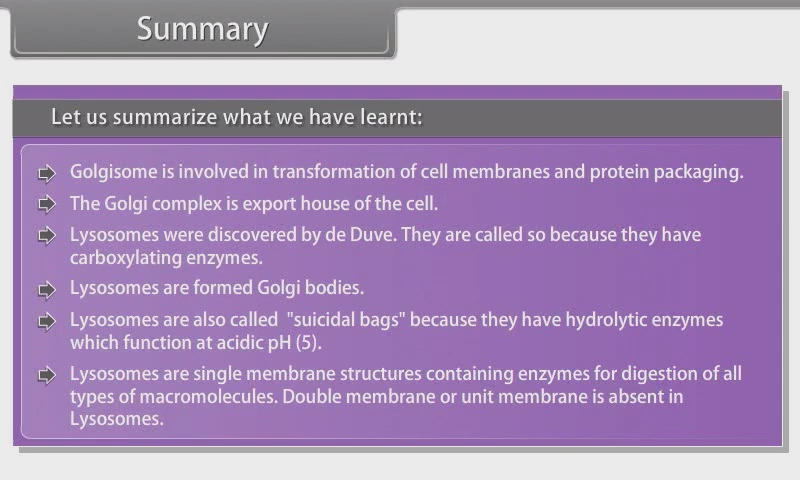 Summary
Let us summarize what we have learnt:
Golgisome is involved in transformation of cell membranes and protein packaging.
The Golgi complex is export house of the cell.
Lysosomes were discovered by de Duve. They are called so because they have
carboxylating enzymes.
Lysosomes are formed Golgi bodies.
Lysosomes are also called "suicidal bags" because they have hydrolytic enzymes
which function at acidic pH (5).
Lysosomes are single membrane structures containing enzymes for digestion of all
types of macromolecules. Double membrane or unit membrane is absent in
Lysosomes.